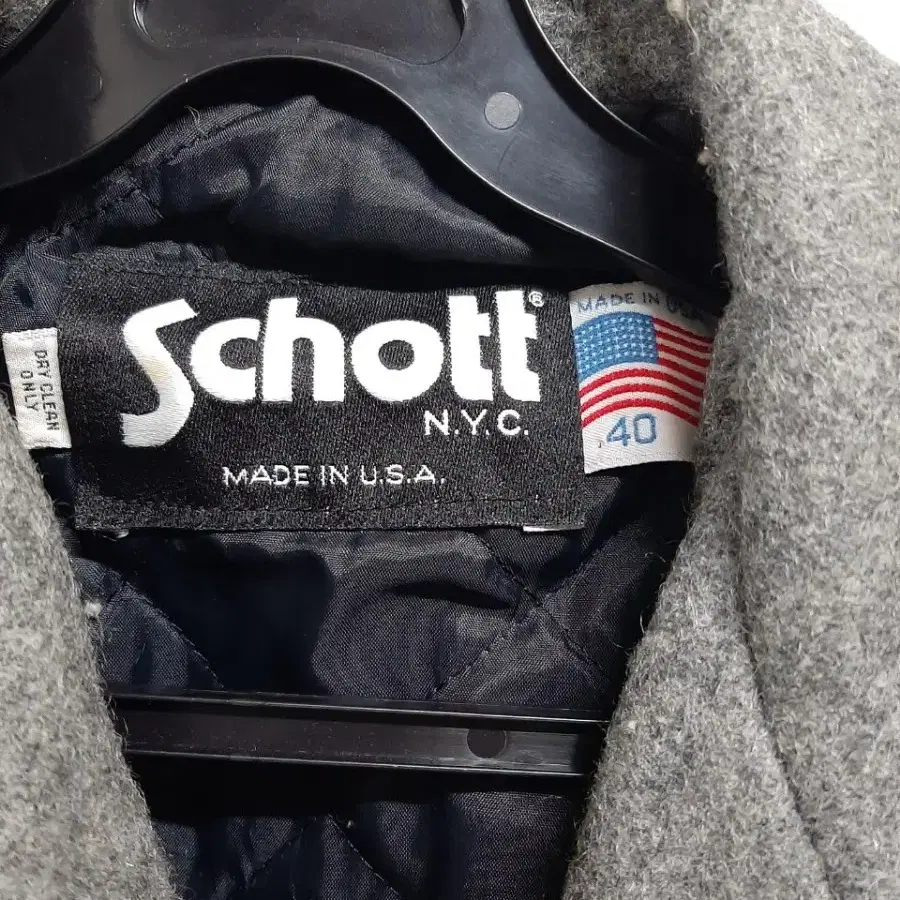 Schott®
N.Y.C.
MADE IN U.S.A.
DRY CLEAN
ONLY
MADE IN USA
40